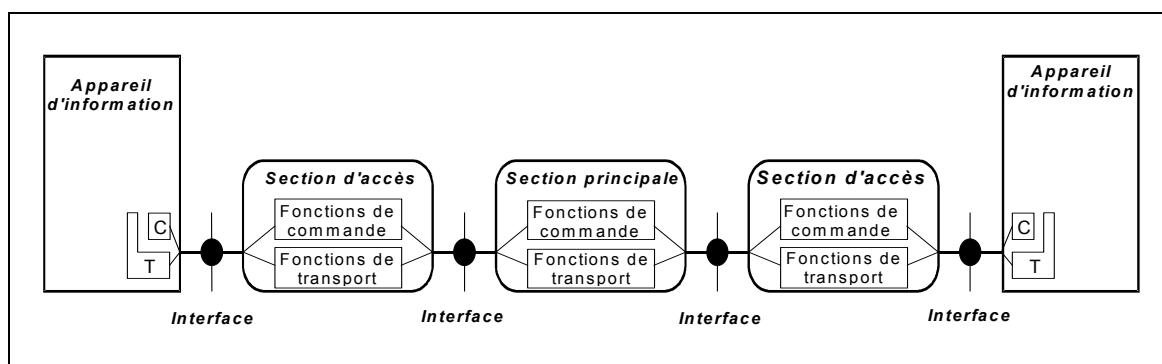 Appareil
d'information
C
T
Interface
Section d'accès
Fonctions de
commande
Fonctions de
transport
Interface
Section principale
Fonctions de
commande
Fonctions de
transport
Interface
Section d'accès
Fonctions de
commande
Fonctions de
transport
Interface
Appareil
d'information
C
T